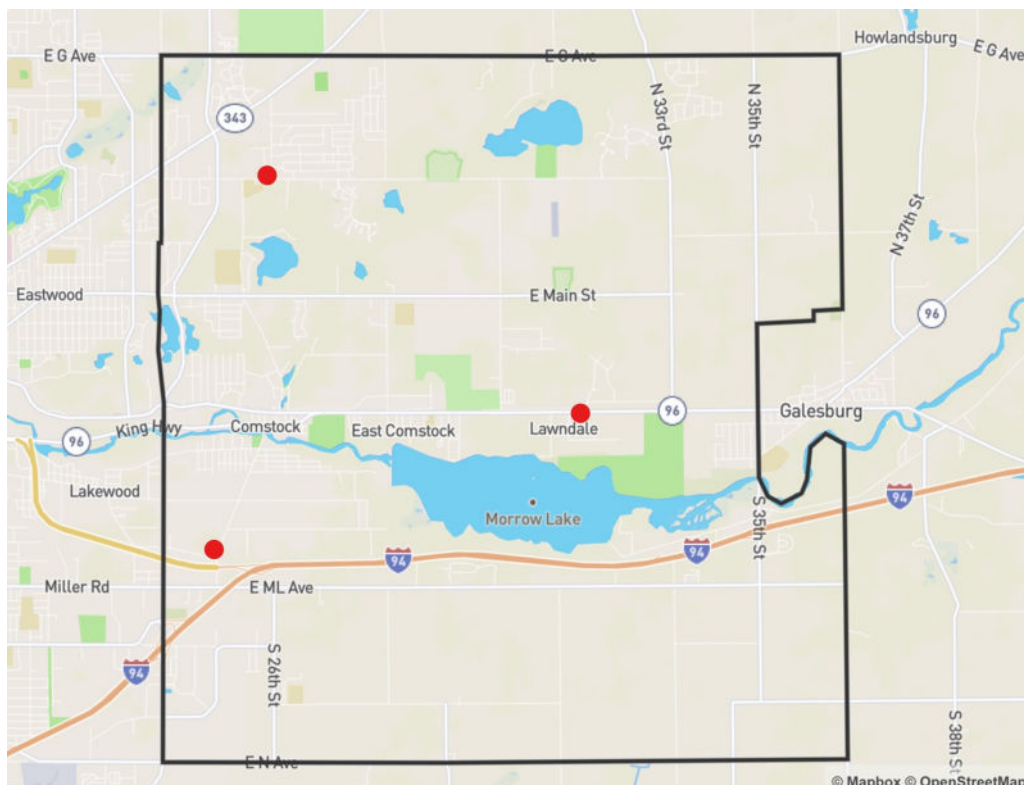 E G Ave
E G Ave
Howlandsburg
E G Ave
N 33rd St
N 35th St
343
N 37th St
Eastwood
E Main St
96
96
Galesburg
King Hwy
Comstock
East Comstock
Lawndale
96
Lakewood
94
Morrow Lake
S 35th St
94
94
Miller Rd
E ML Ave
94
S 26th St
S 38th St
E N Ave
© Mapbox © OpenStreetMap